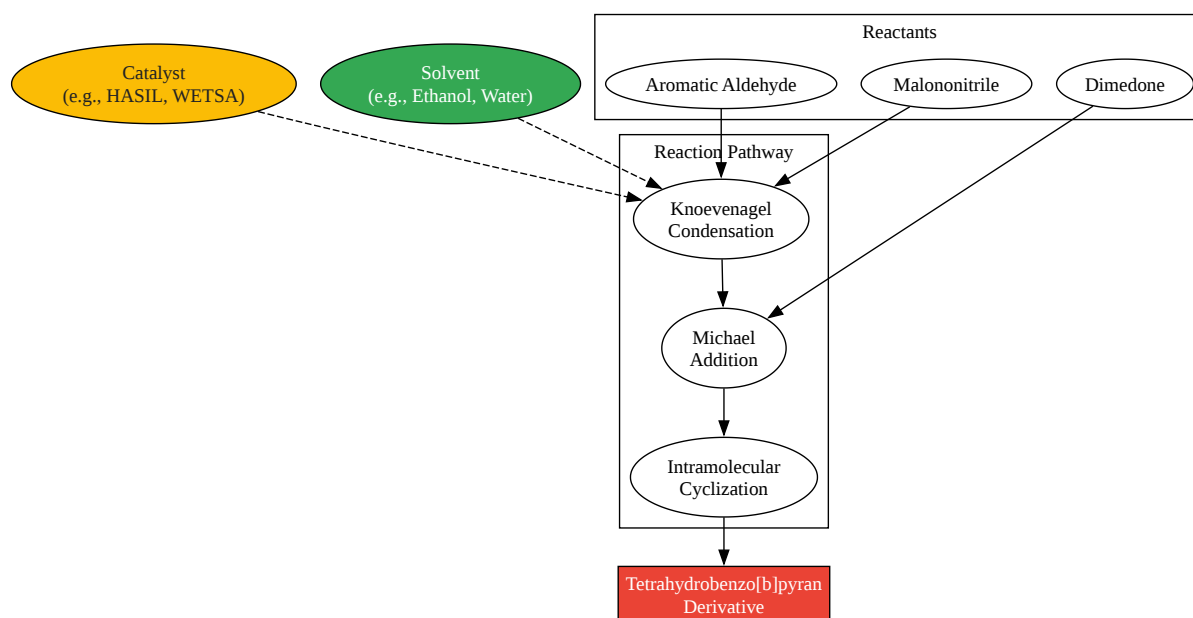 Reactants
Catalyst
(e.g., HASIL, WETSA)
Solvent
(e.g., Ethanol, Water)
Aromatic Aldehyde
Malononitrile
Dimedone
Reaction Pathway
Knoevenagel
Condensation
Michael
Addition
Intramolecular
Cyclization
Tetrahydrobenzo[b]pyran
Derivative